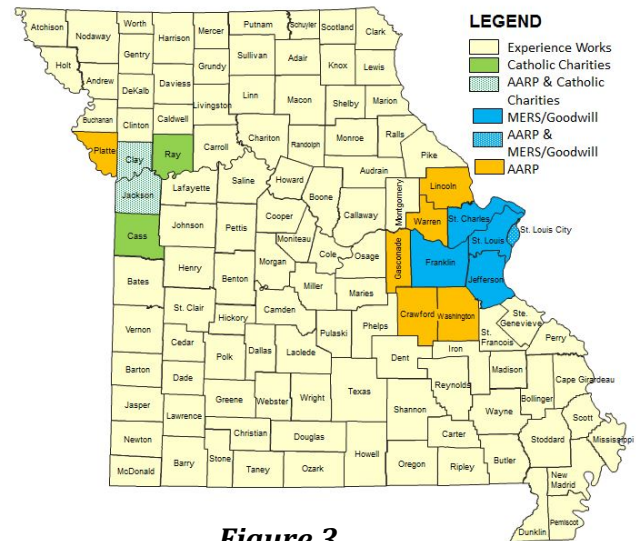 LEGEND
Experience Works
Catholic Charities
AARP & Catholic
Charities
MERS/Goodwill
AARP &
MERS/Goodwill
AARP
Atchison
Nodaway
Worth
Harrison
Mercer
Putnam
Schuyler
Scotland
Clark
Holt
Andrew
Gentry
DeKalb
Daviess
Grundy
Sullivan
Adair
Knox
Lewis
Buchanan
Clinton
Caldwell
Livingston
Linn
Macon
Shelby
Marion
Platte
Clay
Ray
Carroll
Chariton
Randolph
Monroe
Ralls
Pike
Jackson
Lafayette
Saline
Howard
Boone
Audrain
Callaway
Montgomery
Lincoln
Warren
St. Charles
St. Louis
St. Louis City
Cass
Johnson
Pettis
Cooper
Moniteau
Cole
Osage
Gasconade
Franklin
Jefferson
Bates
Henry
Benton
Morgan
Miller
Maries
Crawford
Washington
Ste.
Genevieve
St.
Francois
Perry
Vernon
St. Clair
Hickory
Camden
Pulaski
Phelps
Dent
Iron
Madison
Cape Girardeau
Barton
Cedar
Polk
Dallas
Laclede
Texas
Reynolds
Bollinger
Jasper
Dade
Greene
Webster
Wright
Shannon
Wayne
Scott
Newton
Lawrence
Christian
Douglas
Howell
Carter
Stoddard
Mississippi
McDonald
Barry
Stone
Taney
Ozark
Oregon
Ripley
Butler
New
Madrid
Dunklin
Pemiscot
Figure 3